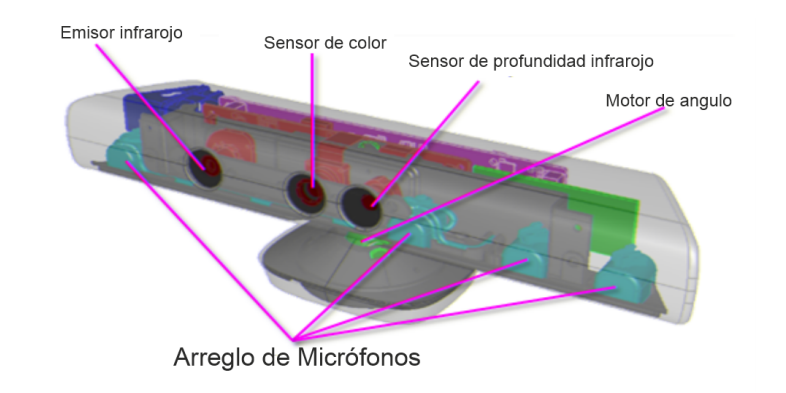 Emisor infrarojo
Sensor de color
Sensor de profundidad infrarojo
Motor de angulo
Arreglo de Micrófonos